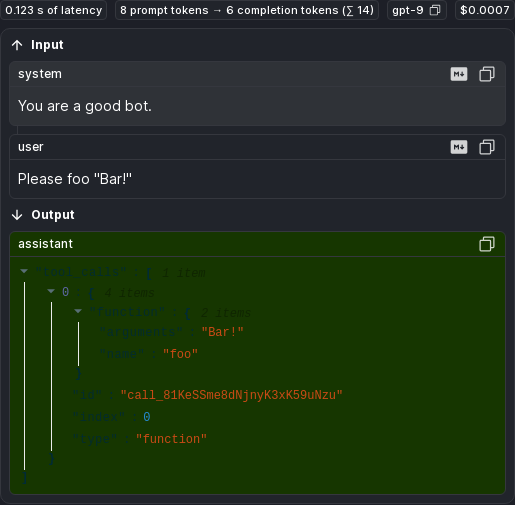 0.123 s of latency
8 prompt tokens → 6 completion tokens (∑ 14)
gpt-9
$0.0007
Input
system
You are a good bot.
user
Please foo "Bar!"
Output
assistant
"tool_calls" : [ 1 item
0 : { 4 items
"function" : { 2 items
"arguments" : "Bar!"
"name" : "foo"
}
"id" : "call_81KeSSme8dNjnyK3xK59uNzu"
"index" : 0
"type" : "function"
}
]